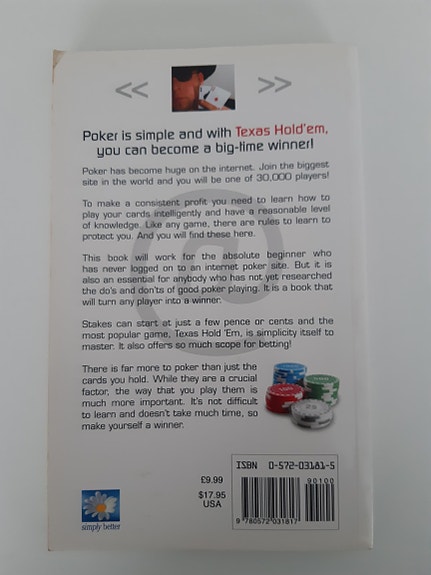 << >>
Poker is simple and with Texas Hold'em,
you can become a big-time winner!
Poker has become huge on the internet. Join the biggest
site in the world and you will be one of 30,000 players!
To make a consistent profit you need to learn how to
play your cards intelligently and have a reasonable level
of knowledge. Like any game, there are rules to learn to
protect you. And you will find these here.
This book will work for the absolute beginner who
has never logged on to an internet poker site. But it is
also an essential for anybody who has not yet researched
the do's and don'ts of good poker playing. It is a book that
will turn any player into a winner.
Stakes can start at just a few pence or cents and the
most popular game, Texas Hold 'Em, is simplicity itself to
master. It also offers so much scope for betting!
There is far more to poker than just the
cards you hold. While they are a crucial
factor, the way that you play them is
much more important. It's not difficult
to learn and doesn't take much time, so
make yourself a winner.
@
ISBN 0-572-03181-5
90100
£9.99
$17.95
USA
9 780572 031817
simply better